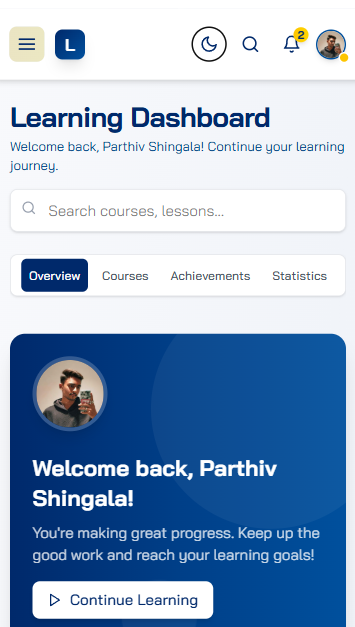 L
2
Learning Dashboard
Welcome back, Parthiv Shingala! Continue your learning
journey.
Search courses, lessons...
Overview Courses Achievements Statistics
Welcome back, Parthiv
Shingala!
You're making great progress. Keep up the
good work and reach your learning goals!
Continue Learning